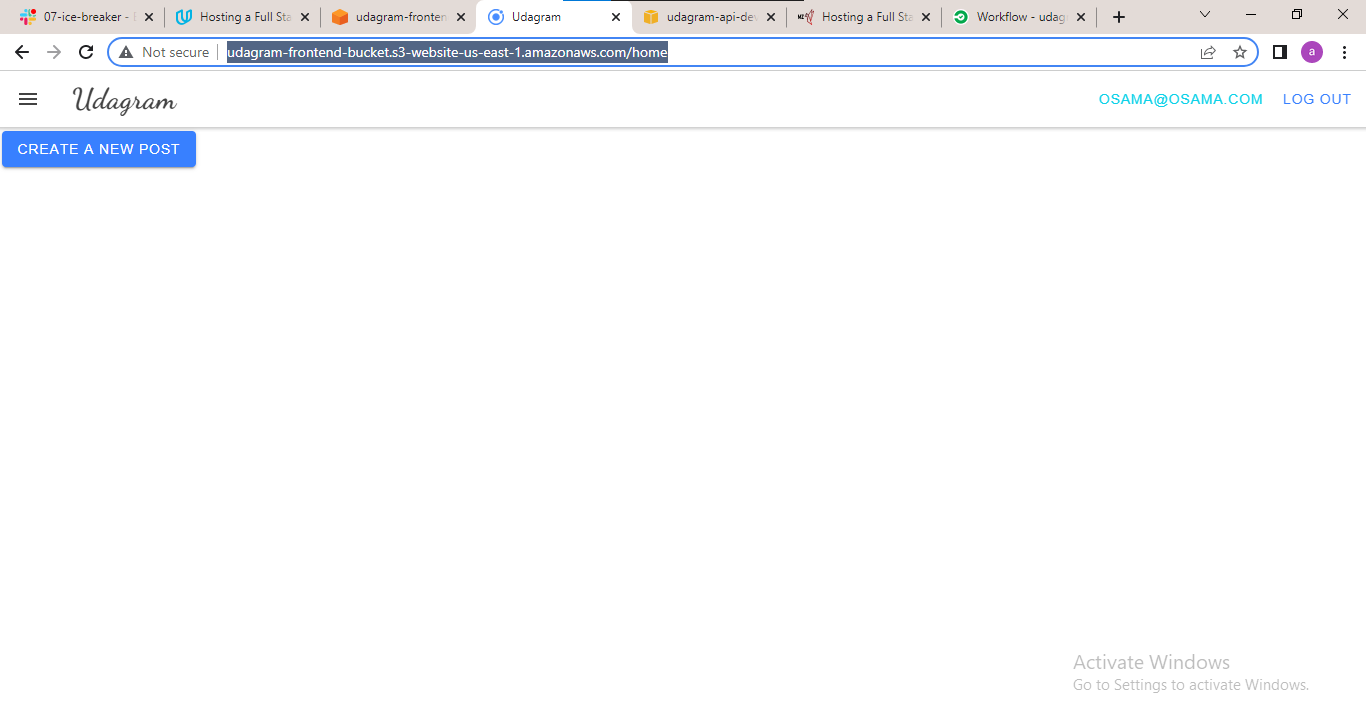 07-ice-breaker -
Hosting a Full Sta
udagram-fronten
Udagram
udagram-api-dev
Hosting a Full Sta
Workflow - udag
Not secure
udagram-frontend-bucket.s3-website-us-east-1.amazonaws.com/home
a
Udagram
OSAMA@OSAMA.COM
LOG OUT
CREATE A NEW POST
Activate Windows
Go to Settings to activate Windows.